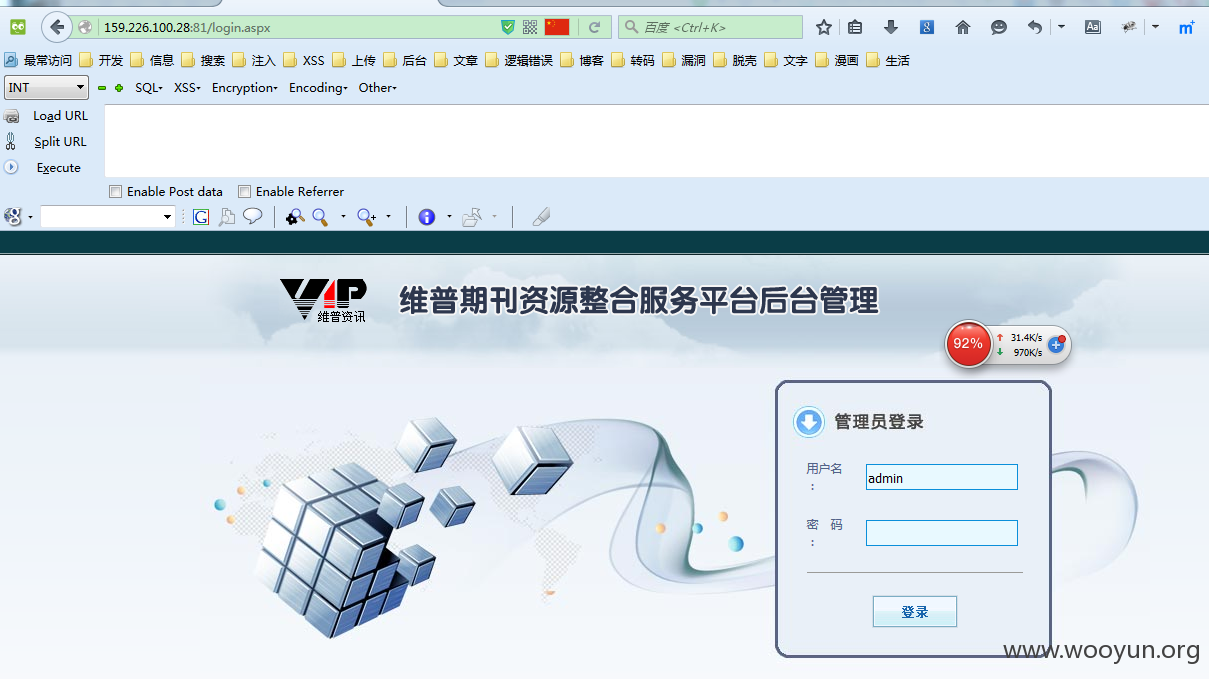 159.226.100.28:81/login.aspx
百度 <Ctrl+K>
最常访问 开发 信息 搜索 注入 XSS 上传 后台 文章 逻辑错误 博客 转码 漏洞 脱壳 文字 漫画 生活
INT SQL XSS Encryption Encoding Other
Load URL
Split URL
Execute
Enable Post data Enable Referrer
VIP
维普资讯
维普期刊资源整合服务平台后台管理
92%
31.4K/s
970K/s
管理员登录
用户名
:
admin
密 码
:
登录
www.wooyun.org